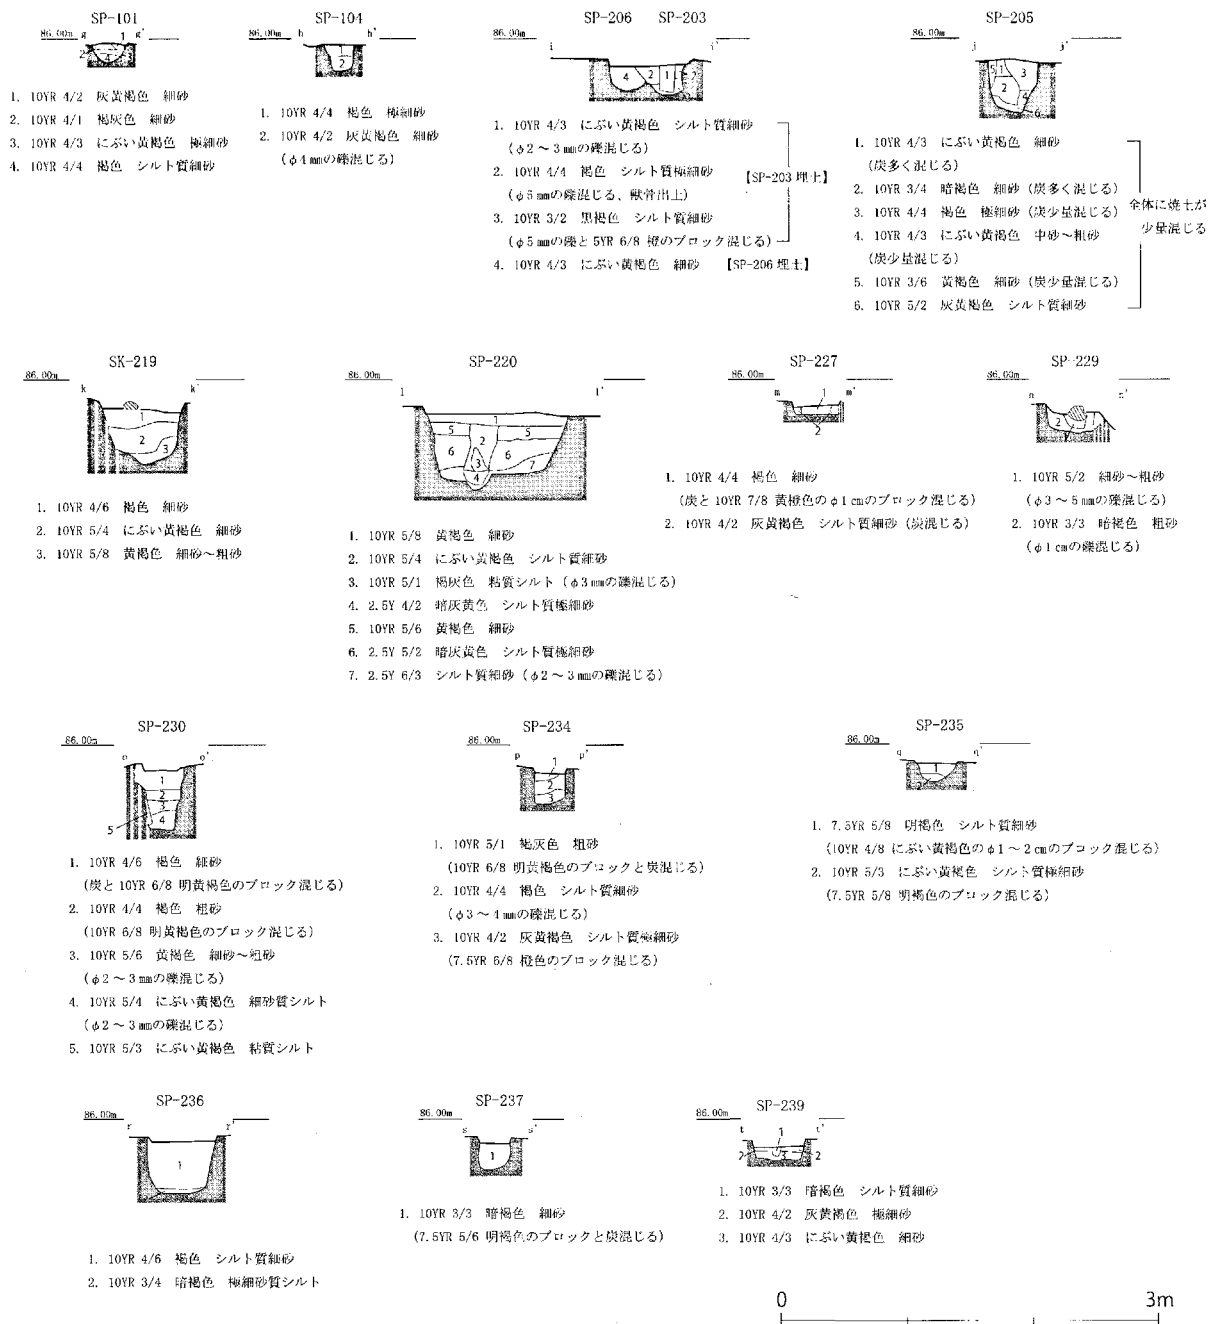 SP-101
86.00m g 1 g'
2 3
4
1. 10YR 4/2 灰黄褐色 細砂
2. 10YR 4/1 褐灰色 細砂
3. 10YR 4/3 にぶい黄褐色 極細砂
4. 10YR 4/4 褐色 シルト質細砂
SP-104
86.00m h h'
1
2
1. 10YR 4/4 褐色 極細砂
2. 10YR 4/2 灰黄褐色 細砂
(φ4㎜の礫混じる)
SP-206 SP-203
86.00m
i i'
4 2 1 2
1. 10YR 4/3 にぶい黄褐色 シルト質細砂
(φ2~3㎜の礫混じる)
2. 10YR 4/4 褐色 シルト質極細砂
(φ5㎜の礫混じる、獣骨出土)
3. 10YR 3/2 黒褐色 シルト質細砂
(φ5㎜の礫と 5YR 6/8 橙のブロック混じる)
【SP-203 埋土】
4. 10YR 4/3 にぶい黄褐色 細砂 【SP-206 埋土】
SP-205
86.00m
j j'
5 1 3
2 4
6
1. 10YR 4/3 にぶい黄褐色 細砂
(炭多く混じる)
2. 10YR 3/4 暗褐色 細砂 (炭多く混じる)
3. 10YR 4/4 褐色 極細砂 (炭少量混じる)
4. 10YR 4/3 にぶい黄褐色 中砂~粗砂
(炭少量混じる)
5. 10YR 3/6 黄褐色 細砂 (炭少量混じる)
6. 10YR 5/2 灰黄褐色 シルト質細砂
全体に焼土が
少量混じる
SK-219
86.00m
k k'
1
2
3
1. 10YR 4/6 褐色 細砂
2. 10YR 5/4 にぶい黄褐色 細砂
3. 10YR 5/8 黄褐色 細砂~粗砂
SP-220
86.00m
l l'
1
5 2 5
6 3 6
4 7
1. 10YR 5/8 黄褐色 細砂
2. 10YR 5/4 にぶい黄褐色 シルト質細砂
3. 10YR 5/1 褐灰色 粘質シルト (φ3㎜の礫混じる)
4. 2.5Y 4/2 暗灰黄色 シルト質極細砂
5. 10YR 5/6 黄褐色 細砂
6. 2.5Y 5/2 暗灰黄色 シルト質極細砂
7. 2.5Y 6/3 シルト質細砂 (φ2~3㎜の礫混じる)
SP-227
86.00m
m 1 m'
2
1. 10YR 4/4 褐色 細砂
(炭と 10YR 7/8 黄橙色のφ1㎝のブロック混じる)
2. 10YR 4/2 灰黄褐色 シルト質細砂 (炭混じる)
SP-229
86.00m
n n'
2 1
1. 10YR 5/2 細砂~粗砂
(φ3~5㎜の礫混じる)
2. 10YR 3/3 暗褐色 粗砂
(φ1㎝の礫混じる)
SP-230
86.00m
o o'
1
2
3
4
5
1. 10YR 4/6 褐色 細砂
(炭と 10YR 6/8 明黄褐色のブロック混じる)
2. 10YR 4/4 褐色 粗砂
(10YR 6/8 明黄褐色のブロック混じる)
3. 10YR 5/6 黄褐色 細砂~粗砂
(φ2~3㎜の礫混じる)
4. 10YR 5/4 にぶい黄褐色 細砂質シルト
(φ2~3㎜の礫混じる)
5. 10YR 5/3 にぶい黄褐色 粘質シルト
SP-234
86.00m
p 1 p'
2
3
1. 10YR 5/1 褐灰色 粗砂
(10YR 6/8 明黄褐色のブロックと炭混じる)
2. 10YR 4/4 褐色 シルト質細砂
(φ3~4㎜の礫混じる)
3. 10YR 4/2 灰黄褐色 シルト質極細砂
(7.5YR 6/8 橙色のブロック混じる)
SP-235
86.00m
q q'
1
2
1. 7.5YR 5/8 明褐色 シルト質細砂
(10YR 4/8 にぶい黄褐色のφ1~2㎝のブロック混じる)
2. 10YR 5/3 にぶい黄褐色 シルト質極細砂
(7.5YR 5/8 明褐色のブロック混じる)
SP-236
86.00m
r r'
1
1. 10YR 4/6 褐色 シルト質細砂
2. 10YR 3/4 暗褐色 極細砂質シルト
SP-237
86.00m
s s'
1
1. 10YR 3/3 暗褐色 細砂
(7.5YR 5/6 明褐色のブロックと炭混じる)
SP-239
86.00m
t 1 t'
2 3 2
1. 10YR 3/3 暗褐色 シルト質細砂
2. 10YR 4/2 灰黄褐色 極細砂
3. 10YR 4/3 にぶい黄褐色 細砂
0 3m